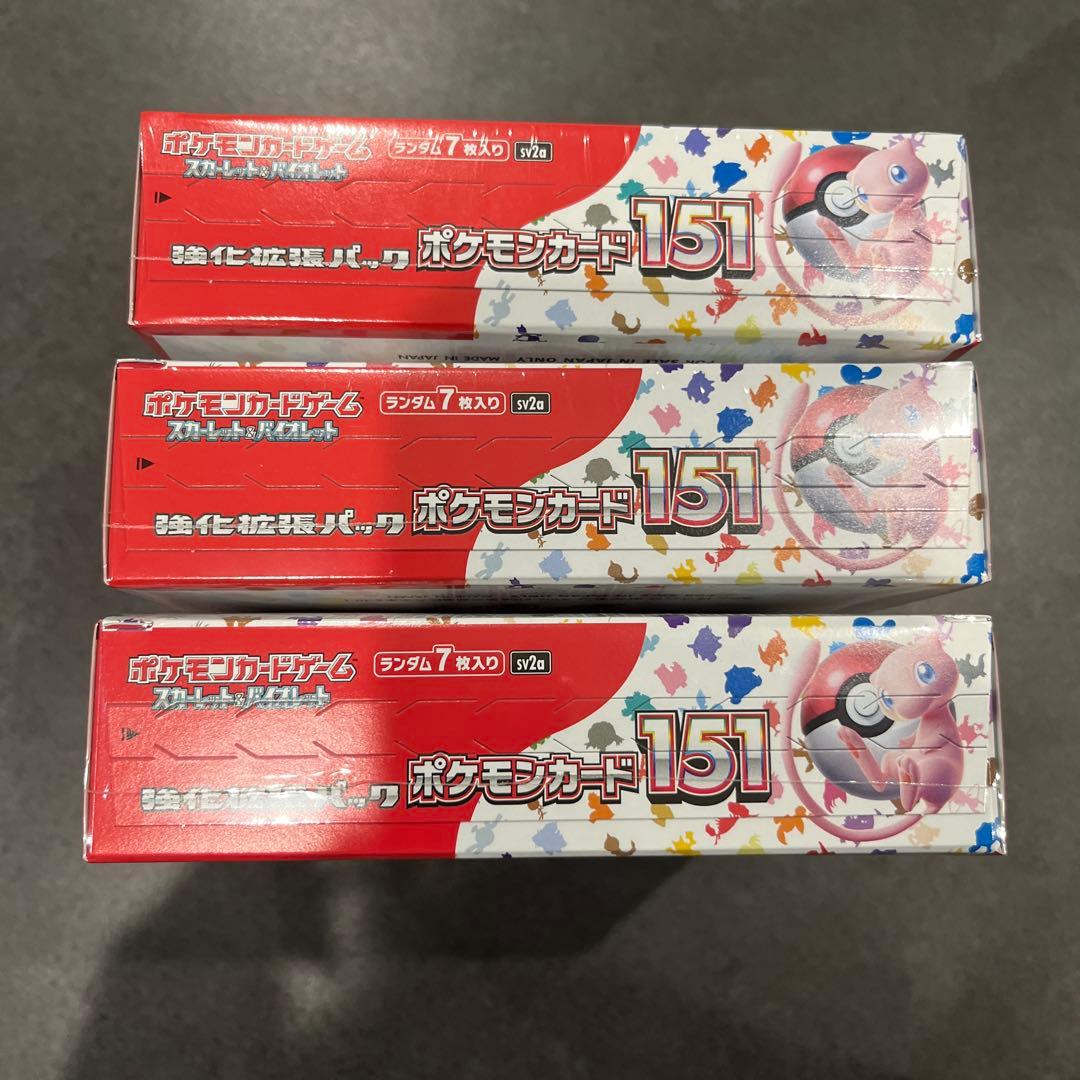 ポケモンカードゲーム
スカーレット&バイオレット
ランダム7枚入り
sv2a
強化拡張パック
ポケモンカード151
FOR SALE IN JAPAN ONLY
MADE IN JAPAN
ポケモンカードゲーム
スカーレット&バイオレット
ランダム7枚入り
sv2a
強化拡張パック
ポケモンカード151
ポケモンカードゲーム
スカーレット&バイオレット
ランダム7枚入り
sv2a
強化拡張パック
ポケモンカード151